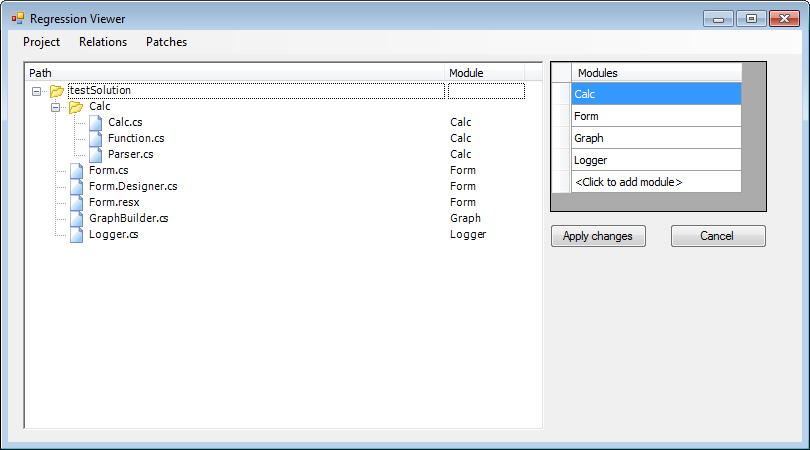 Regression Viewer
Project Relations Patches
Path Module
testSolution
Calc
Calc.cs Calc
Function.cs Calc
Parser.cs Calc
Form.cs Form
Form.Designer.cs Form
Form.resx Form
GraphBuilder.cs Graph
Logger.cs Logger
Modules
Calc
Form
Graph
Logger
<Click to add module>
Apply changes Cancel